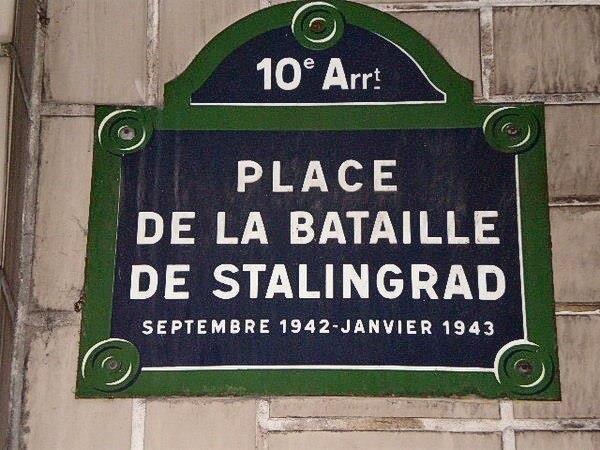 10e Arrt
PLACE
DE LA BATAILLE
DE STALINGRAD
SEPTEMBRE 1942-JANVIER 1943